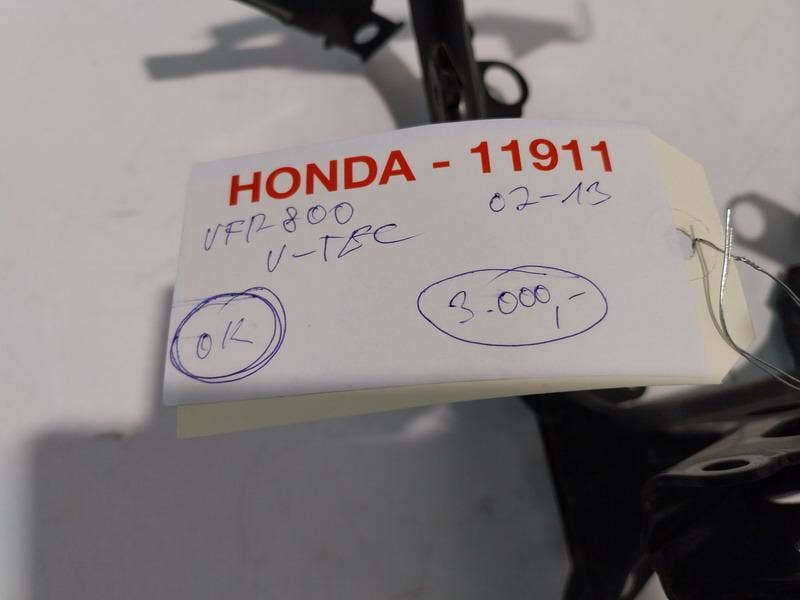 HONDA - 11911
VFR 800 02-13
V-TEC
OK 3.000,-